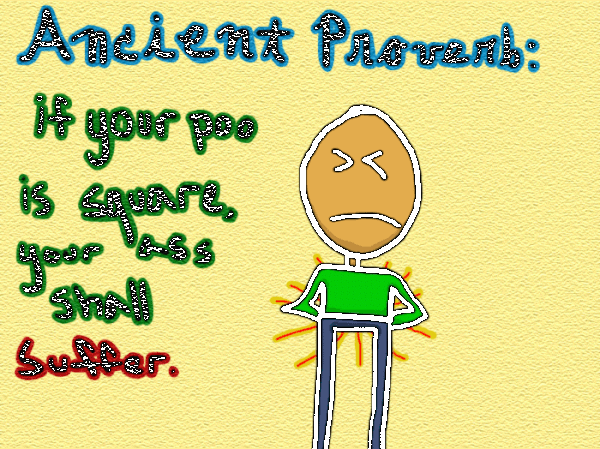 Ancient Proverb:
if your poo
is square,
your ass
shall
suffer.